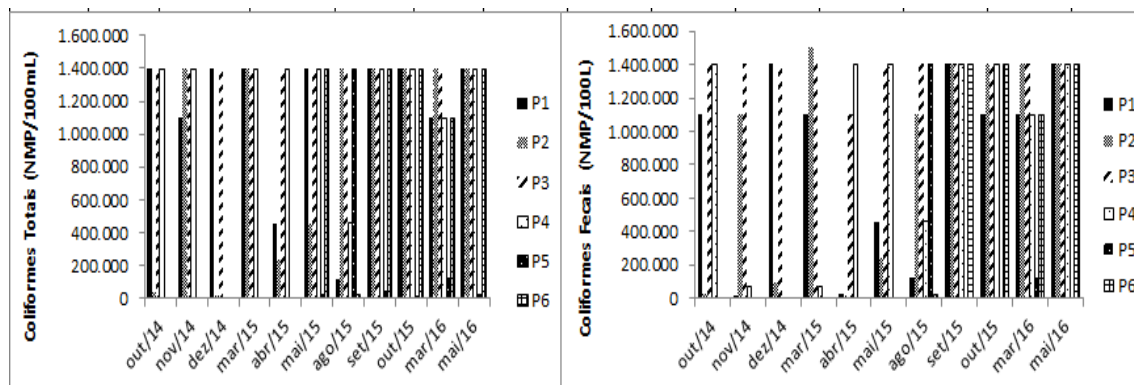 Coliformes Totais (NMP/100mL)
1.600.000
1.400.000
1.200.000
1.000.000
800.000
600.000
400.000
200.000
0
out/14
nov/14
dez/14
mar/15
abr/15
mai/15
ago/15
set/15
out/15
mar/16
mai/16
P1
P2
P3
P4
P5
P6
Coliformes Fecais (NMP/100L)
1.600.000
1.400.000
1.200.000
1.000.000
800.000
600.000
400.000
200.000
0
out/14
nov/14
dez/14
mar/15
abr/15
mai/15
ago/15
set/15
out/15
mar/16
mai/16
P1
P2
P3
P4
P5
P6